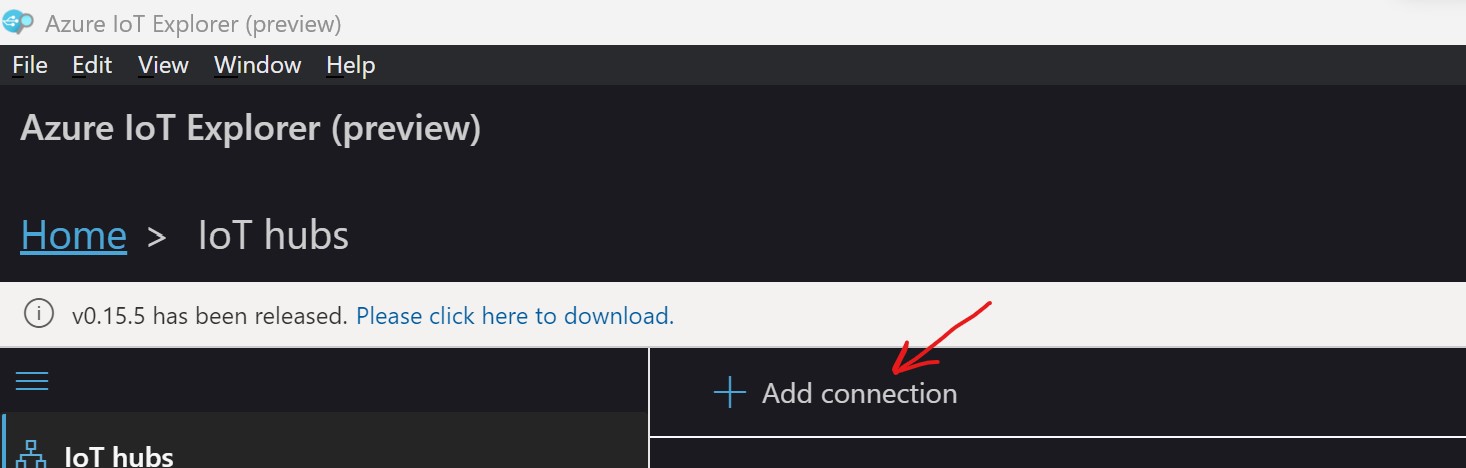 Azure IoT Explorer (preview)
File Edit View Window Help
Azure IoT Explorer (preview)
Home > IoT hubs
v0.15.5 has been released. Please click here to download.
Add connection
IoT hubs